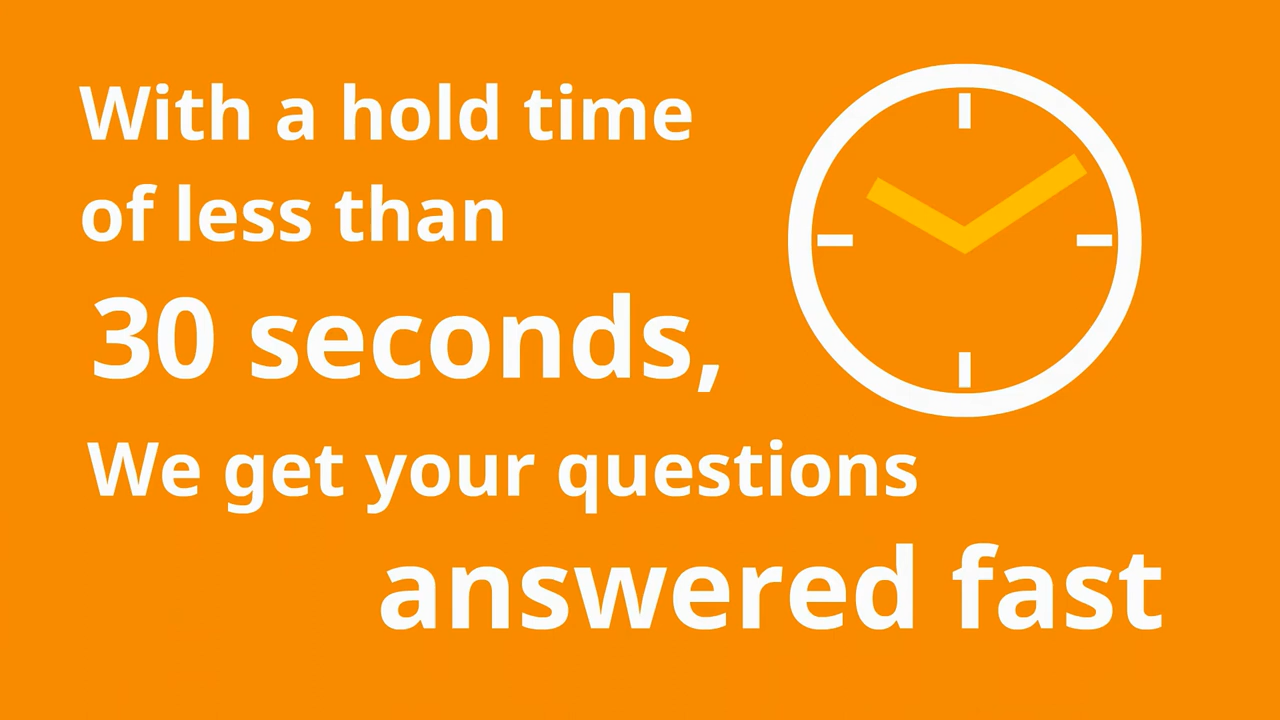 With a hold time
of less than
30 seconds,
We get your questions
answered fast